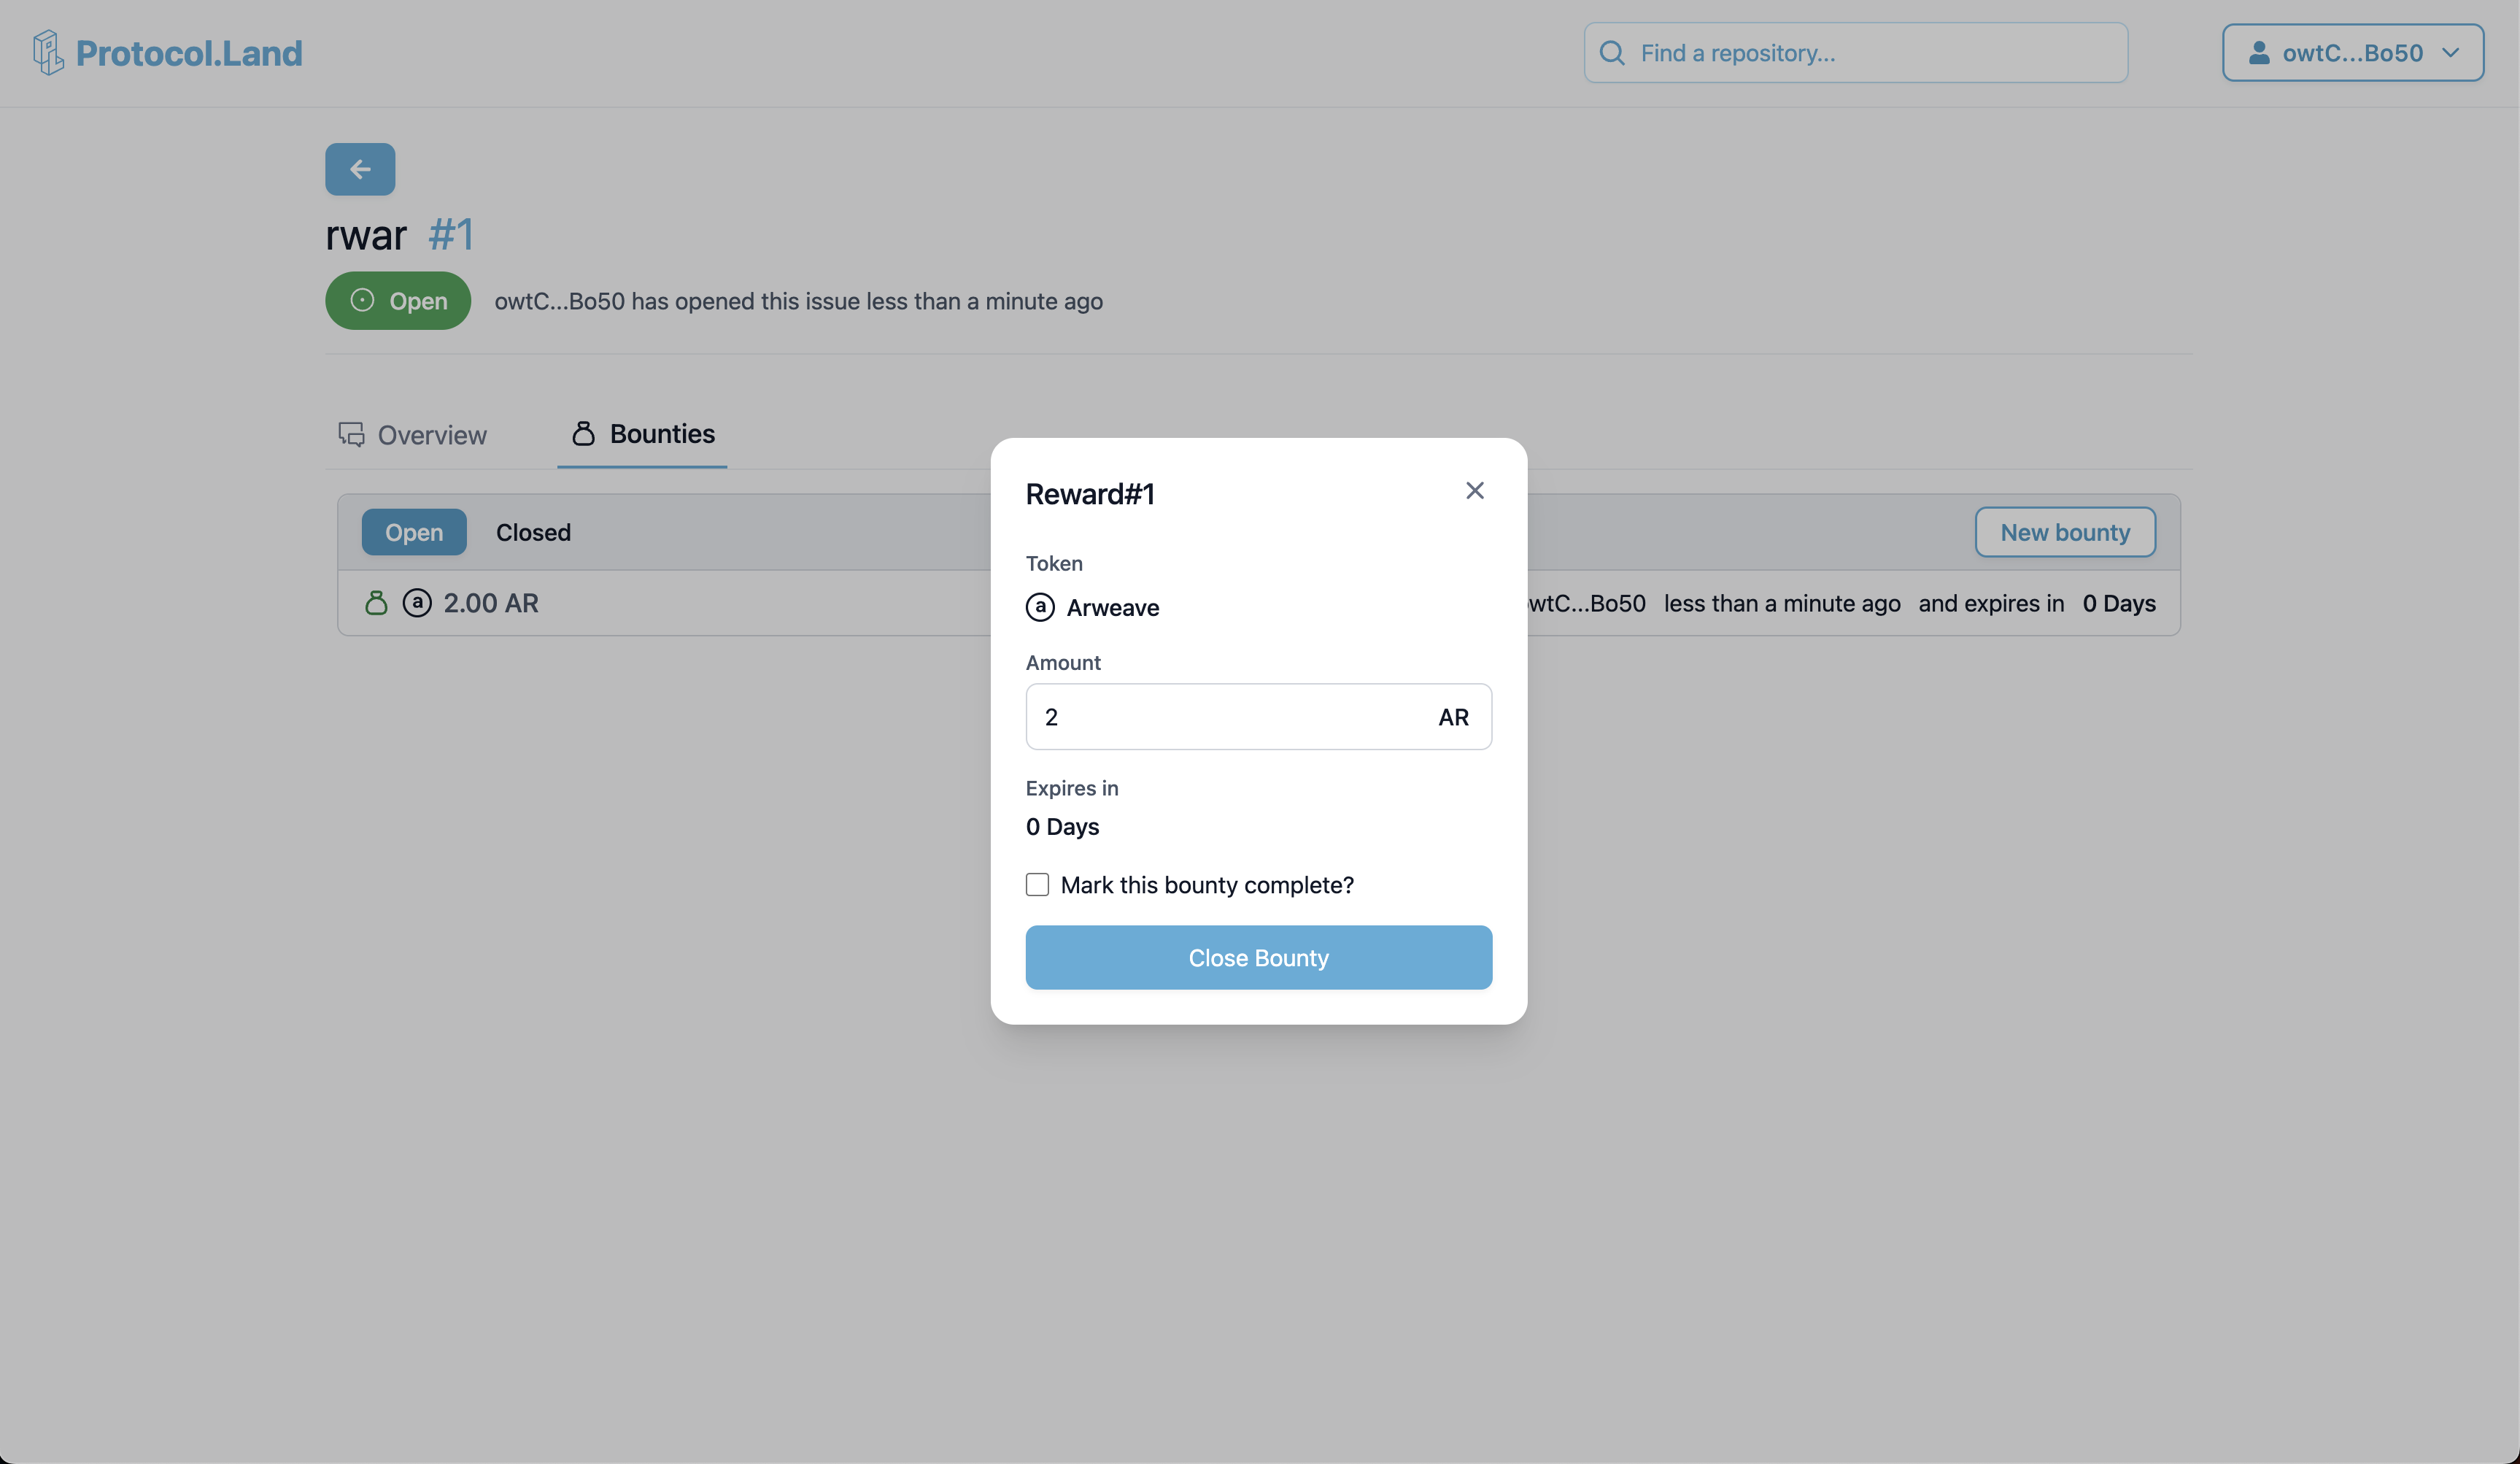 Protocol.Land
Find a repository...
owtC...Bo50
rwar #1
Open
owtC...Bo50 has opened this issue less than a minute ago
Overview
Bounties
Open
Closed
New bounty
a 2.00 AR
less than a minute ago and expires in 0 Days
Reward#1
Token
a Arweave
Amount
2 AR
Expires in
0 Days
Mark this bounty complete?
Close Bounty